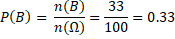 P(B) = n(B)/n(Ω) = 33/100 = 0.33